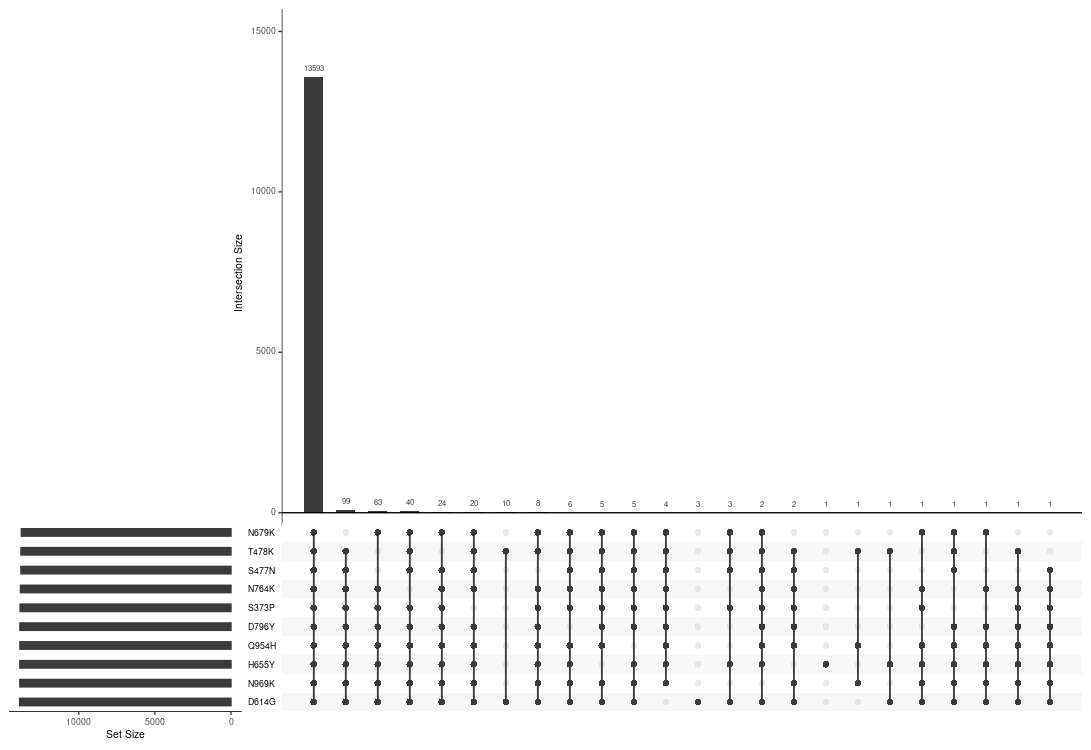 15000
13593
10000
Intersection Size
5000
99 63 40 24 20 10 8 6 5 5 4 3 3 2 2 1 1 1 1 1 1 1 1
0
N679K
T478K
S477N
N764K
S373P
D796Y
Q954H
H655Y
N969K
D614G
10000 5000 0
Set Size